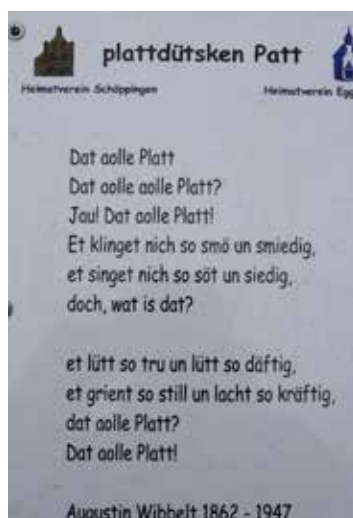 plattdütsken Patt
Heimatverein Schöppingen
Heimatverein Egg
Dat aolle Platt
Dat aolle aolle Platt?
Jau! Dat aolle Platt!
Et klinget nich so smö un smiedig,
et singet nich so söt un siedig,
doch, wat is dat?
et lütt so tru un lütt so däftig,
et grient so still un lacht so kräftig,
dat aolle Platt?
Dat aolle Platt!
Augustin Wibbelt 1862 - 1947